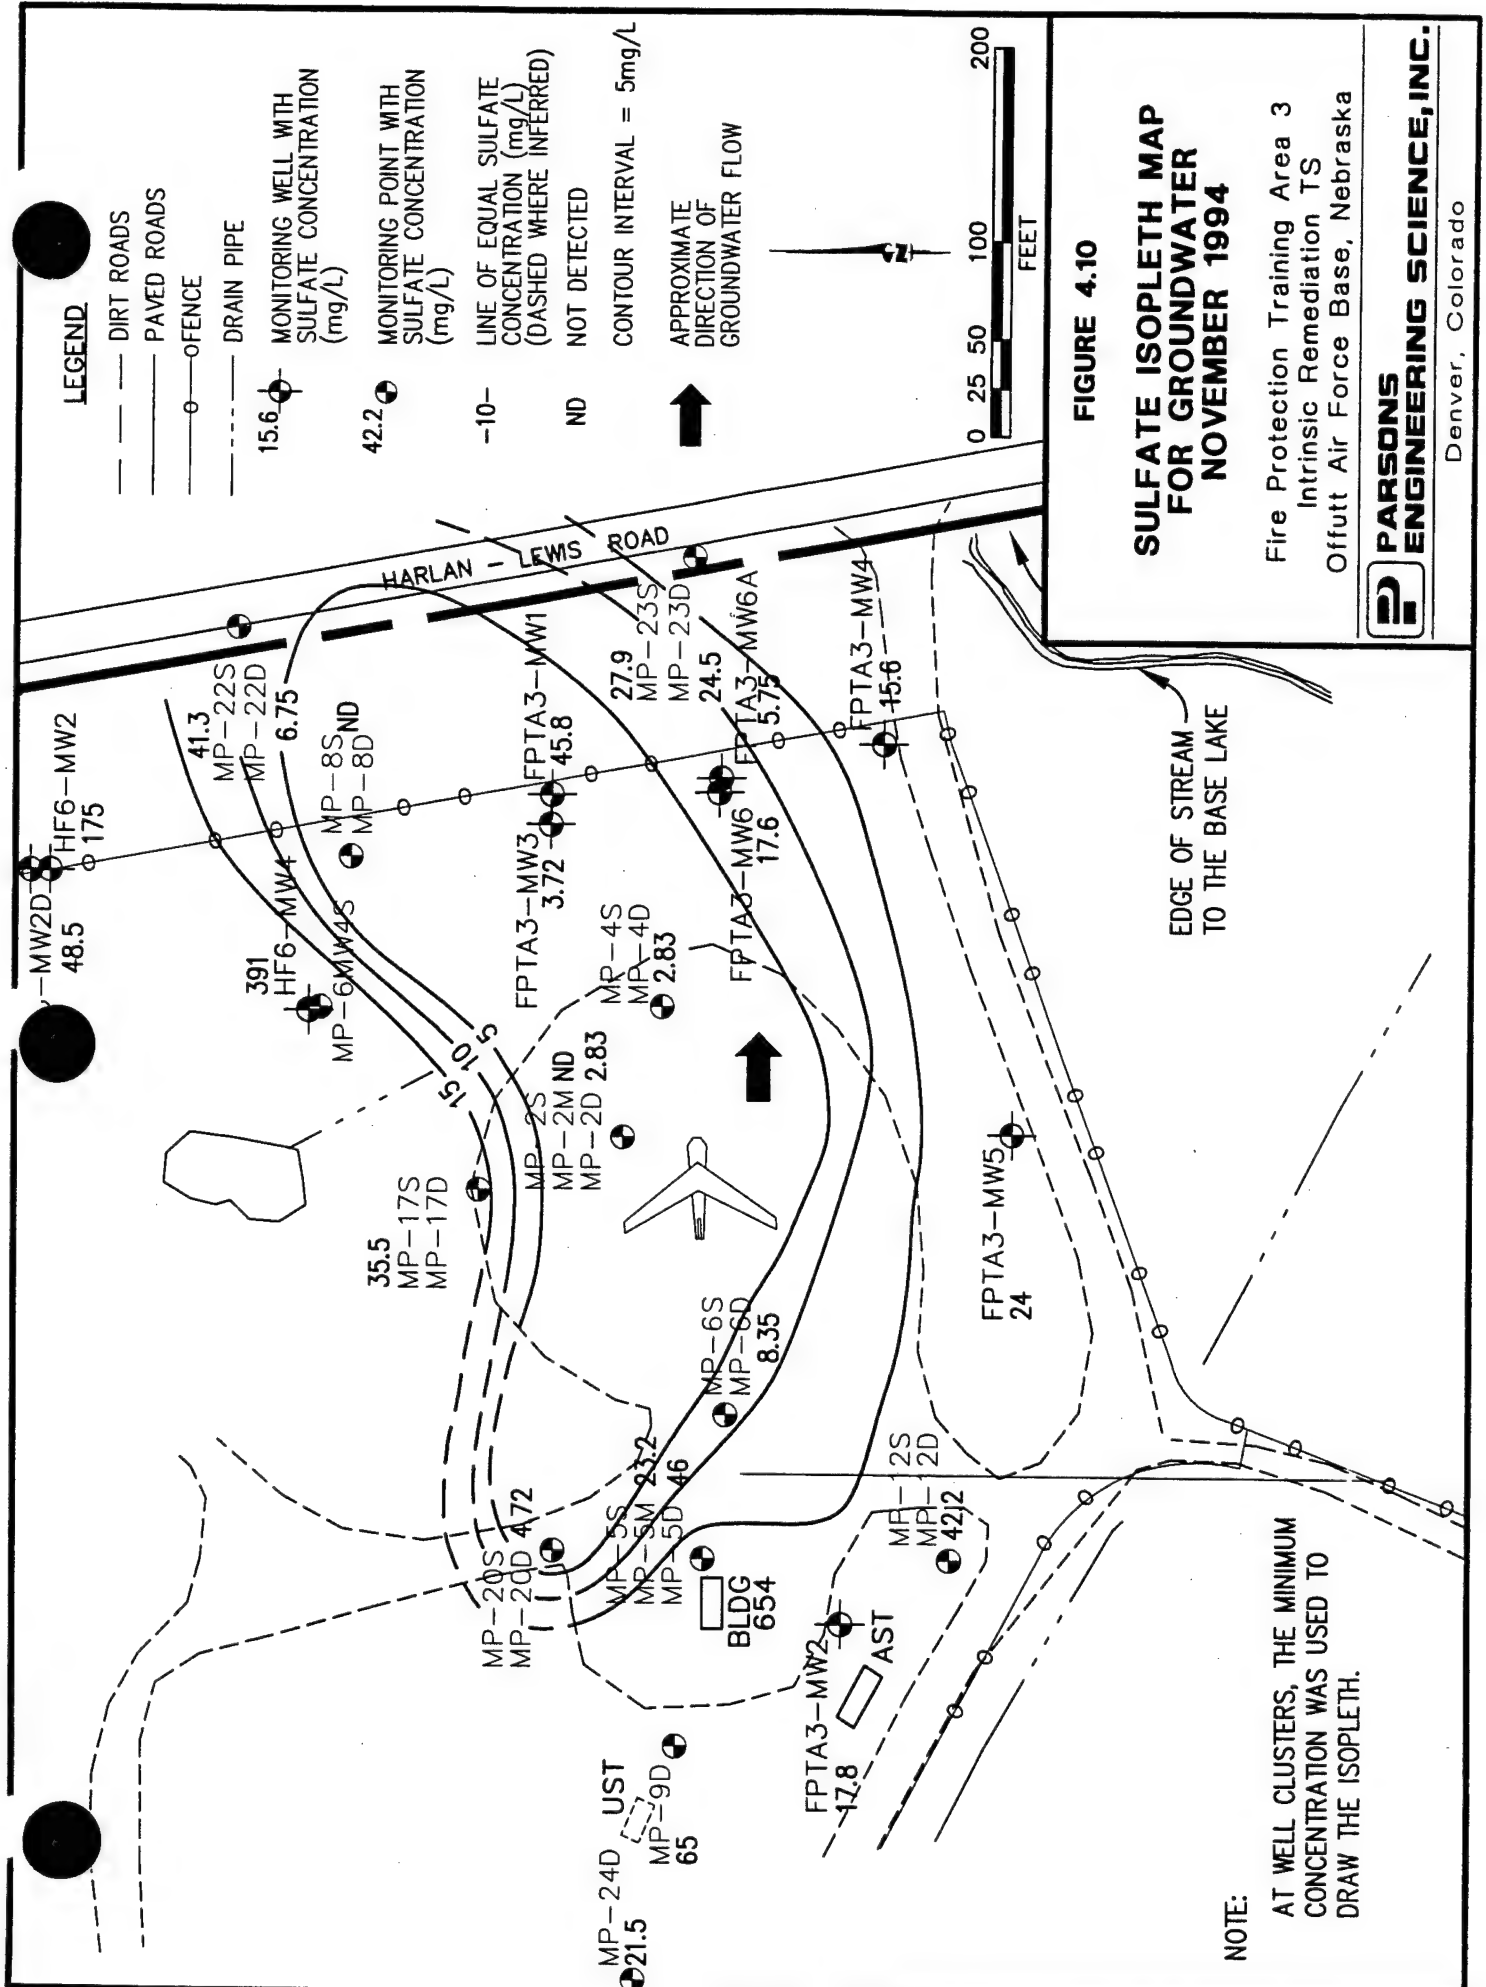 LEGEND
DIRT ROADS
PAVED ROADS
FENCE
DRAIN PIPE
15.6
MONITORING WELL WITH
SULFATE CONCENTRATION
(mg/L)
42.2
MONITORING POINT WITH
SULFATE CONCENTRATION
(mg/L)
-10-
LINE OF EQUAL SULFATE
CONCENTRATION (mg/L)
(DASHED WHERE INFERRED)
ND
NOT DETECTED
CONTOUR INTERVAL = 5mg/L
APPROXIMATE
DIRECTION OF
GROUNDWATER FLOW
N
0 25 50 100 200
FEET
FIGURE 4.10
SULFATE ISOPLETH MAP
FOR GROUNDWATER
NOVEMBER 1994
Fire Protection Training Area 3
Intrinsic Remediation TS
Offutt Air Force Base, Nebraska
PARSONS
ENGINEERING SCIENCE, INC.
Denver, Colorado
-MW2D
48.5
HF6-MW2
175
41.3
MP-22S
MP-22D
6.75
391
HF6-MW4
MP-6MW4S
MP-8S
MP-8D
ND
HARLAN - LEWIS ROAD
15
10
5
35.5
MP-17S
MP-17D
FPTA3-MW1
45.8
FPTA3-MW3
3.72
MP-2S
MP-2M ND
MP-2D 2.83
MP-4S
MP-4D
2.83
27.9
MP-23S
MP-23D
24.5
FPTA3-MW6A
5.75
FPTA3-MW6
17.6
FPTA3-MW4
15.6
MP-20S
MP-20D 4.72
MP-5S
MP-5M 23.2
MP-5D 46
MP-6S
MP-6D
8.35
BLDG
654
MP-12S
MP-12D
42.2
FPTA3-MW5
24
FPTA3-MW2
17.8
AST
UST
MP-24D
21.5
MP-9D
65
EDGE OF STREAM
TO THE BASE LAKE
NOTE:
AT WELL CLUSTERS, THE MINIMUM
CONCENTRATION WAS USED TO
DRAW THE ISOPLETH.